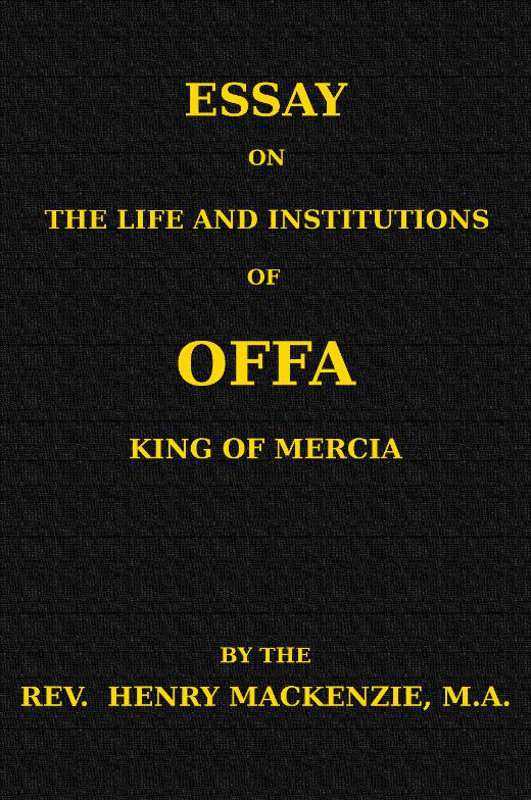 ESSAY
ON
THE LIFE AND INSTITUTIONS
OF
OFFA
KING OF MERCIA
BY THE
REV. HENRY MACKENZIE, M.A.